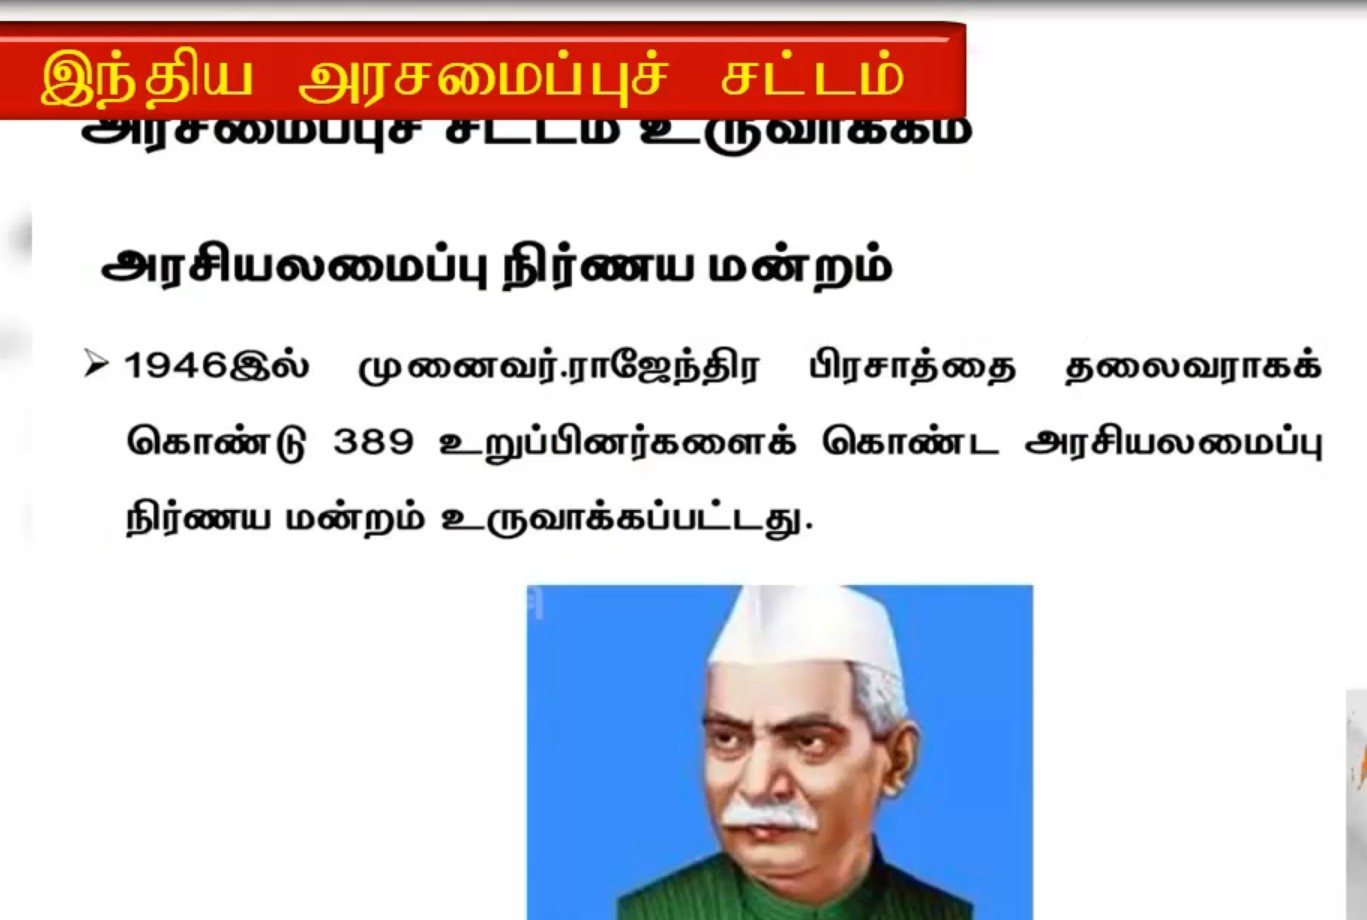 இந்திய அரசமைப்புச் சட்டம்
அரசமைப்புச் சட்டம் உருவாக்கம்
அரசியலமைப்பு நிர்ணய மன்றம்
➢ 1946இல் முனைவர்.ராஜேந்திர பிரசாத்தை தலைவராகக்
கொண்டு 389 உறுப்பினர்களைக் கொண்ட அரசியலமைப்பு
நிர்ணய மன்றம் உருவாக்கப்பட்டது.